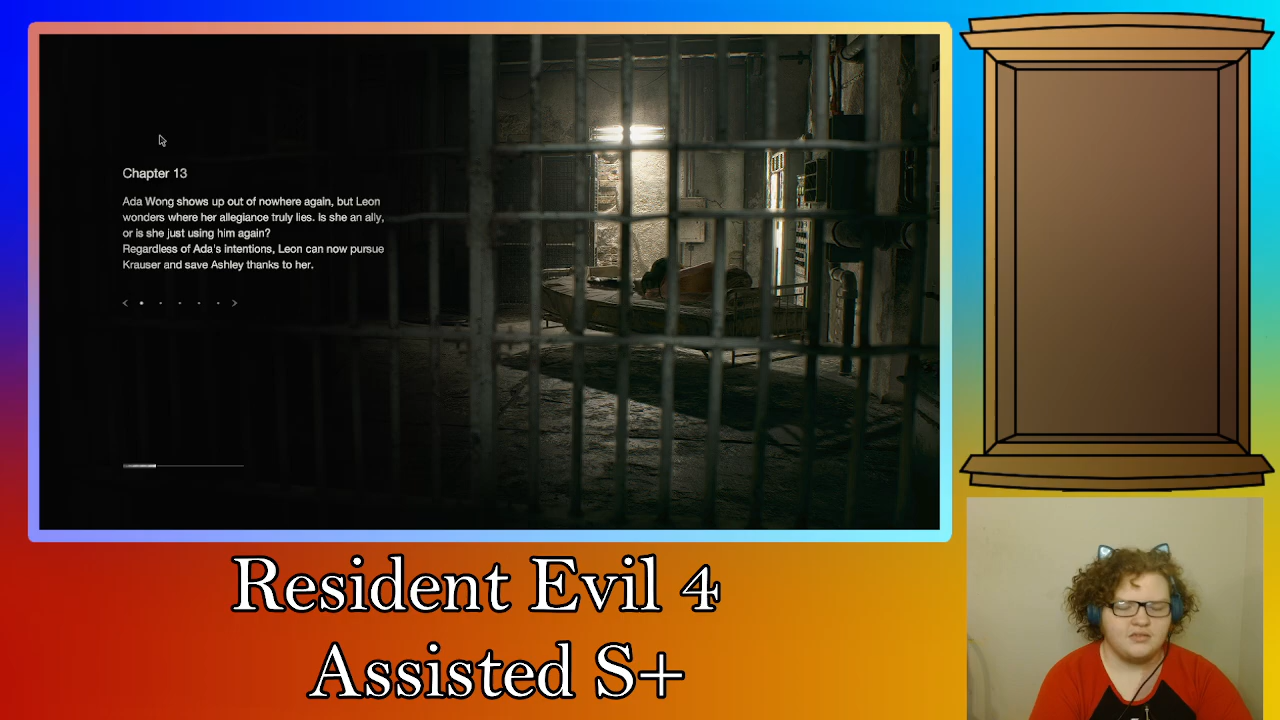 Chapter 13
Ada Wong shows up out of nowhere again, but Leon
wonders where her allegiance truly lies. Is she an ally,
or is she just using him again?
Regardless of Ada's intentions, Leon can now pursue
Krauser and save Ashley thanks to her.
Resident Evil 4
Assisted S+